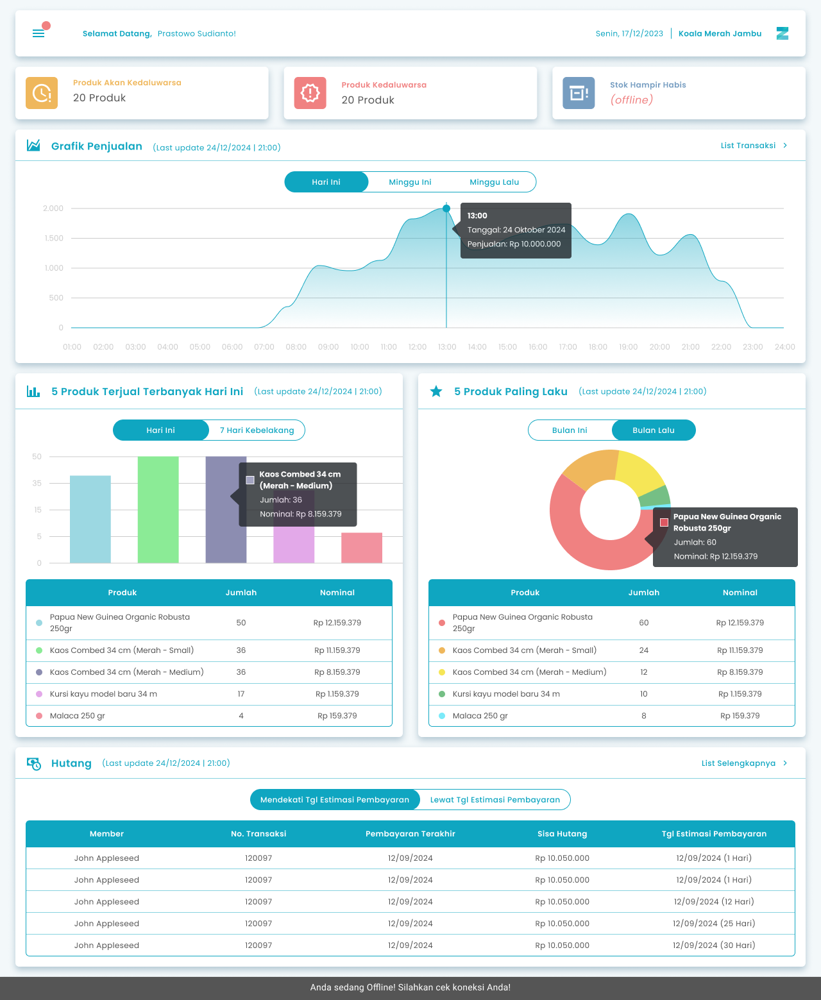 Selamat Datang, Prastowo Sudianto!
Senin, 17/12/2023 | Koala Merah Jambu
Produk Akan Kedaluwarsa
20 Produk
Produk Kedaluwarsa
20 Produk
Stok Hampir Habis
(offline)
Grafik Penjualan (Last update 24/12/2024 | 21:00)
List Transaksi
Hari Ini Minggu Ini Minggu Lalu
2.000
1.500
1.000
500
0
13:00
Tanggal: 24 Oktober 2024
Penjualan: Rp 10.000.000
01:00 02:00 03:00 04:00 05:00 06:00 07:00 08:00 09:00 10:00 11:00 12:00 13:00 14:00 15:00 16:00 17:00 18:00 19:00 20:00 21:00 22:00 23:00 24:00
5 Produk Terjual Terbanyak Hari Ini (Last update 24/12/2024 | 21:00)
Hari Ini 7 Hari Kebelakang
50
35
15
5
0
Kaos Combed 34 cm
(Merah - Medium)
Jumlah: 36
Nominal: Rp 8.159.379
Produk Jumlah Nominal
Papua New Guinea Organic Robusta
250gr 50 Rp 12.159.379
Kaos Combed 34 cm (Merah - Small) 36 Rp 11.159.379
Kaos Combed 34 cm (Merah - Medium) 36 Rp 8.159.379
Kursi kayu model baru 34 m 17 Rp 1.159.379
Malaca 250 gr 4 Rp 159.379
5 Produk Paling Laku (Last update 24/12/2024 | 21:00)
Bulan Ini Bulan Lalu
Papua New Guinea Organic
Robusta 250gr
Jumlah: 60
Nominal: Rp 12.159.379
Produk Jumlah Nominal
Papua New Guinea Organic Robusta
250gr 60 Rp 12.159.379
Kaos Combed 34 cm (Merah - Small) 24 Rp 11.159.379
Kaos Combed 34 cm (Merah - Medium) 12 Rp 8.159.379
Kursi kayu model baru 34 m 10 Rp 1.159.379
Malaca 250 gr 8 Rp 159.379
Hutang (Last update 24/12/2024 | 21:00)
List Selengkapnya
Mendekati Tgl Estimasi Pembayaran Lewat Tgl Estimasi Pembayaran
Member No. Transaksi Pembayaran Terakhir Sisa Hutang Tgl Estimasi Pembayaran
John Appleseed 120097 12/09/2024 Rp 10.050.000 12/09/2024 (1 Hari)
John Appleseed 120097 12/09/2024 Rp 10.050.000 12/09/2024 (1 Hari)
John Appleseed 120097 12/09/2024 Rp 10.050.000 12/09/2024 (12 Hari)
John Appleseed 120097 12/09/2024 Rp 10.050.000 12/09/2024 (25 Hari)
John Appleseed 120097 12/09/2024 Rp 10.050.000 12/09/2024 (30 Hari)
Anda sedang Offline! Silahkan cek koneksi Anda!